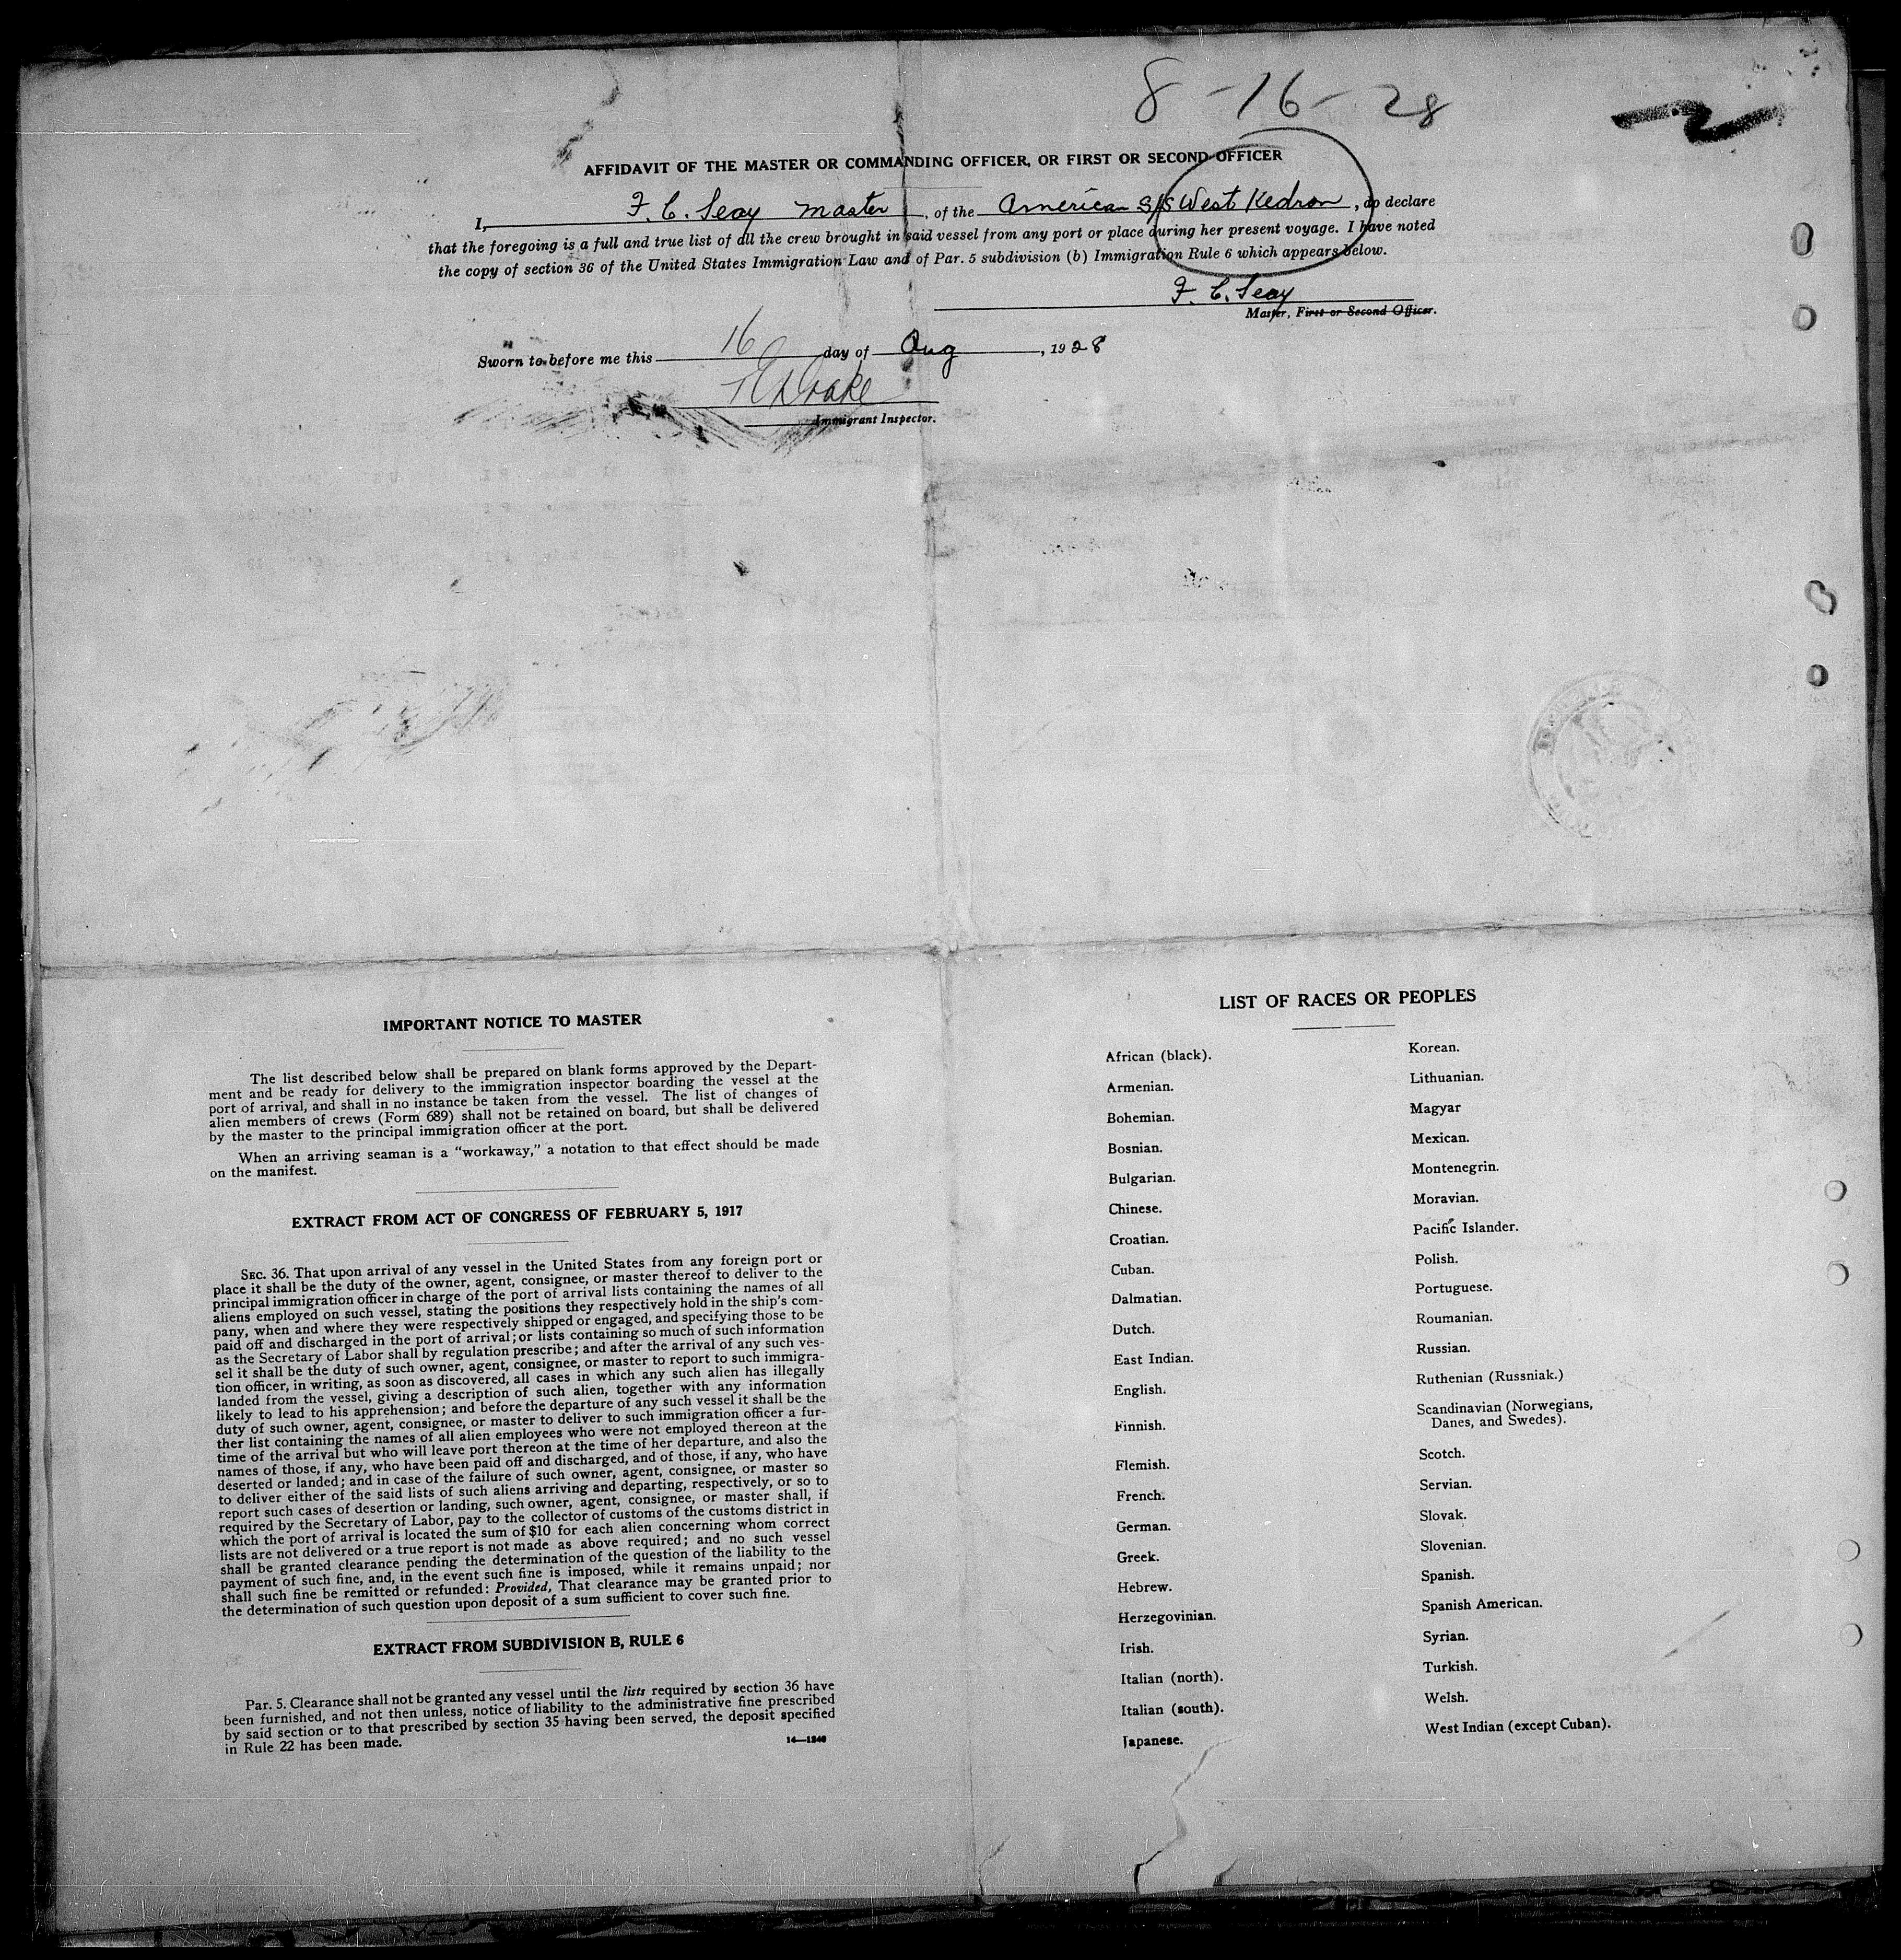 8-16-28
AFFIDAVIT OF THE MASTER OR COMMANDING OFFICER, OR FIRST OR SECOND OFFICER
I, F. C. Seay Master, of the American S/S West Kedron, do declare
that the foregoing is a full and true list of all the crew brought in said vessel from any port or place during her present voyage. I have noted
the copy of section 36 of the United States Immigration Law and of Par. 5 subdivision (b) Immigration Rule 6 which appears below.
F. C. Seay
Master, First or Second Officer.
Sworn to before me this 16 day of Aug, 1928
Drake
Immigrant Inspector.
IMPORTANT NOTICE TO MASTER
The list described below shall be prepared on blank forms approved by the Depart-
ment and be ready for delivery to the immigration inspector boarding the vessel at the
port of arrival, and shall in no instance be taken from the vessel. The list of changes of
alien members of crews (Form 689) shall not be retained on board, but shall be delivered
by the master to the principal immigration officer at the port.
When an arriving seaman is a "workaway," a notation to that effect should be made
on the manifest.
EXTRACT FROM ACT OF CONGRESS OF FEBRUARY 5, 1917
SEC. 36. That upon arrival of any vessel in the United States from any foreign port or
place it shall be the duty of the owner, agent, consignee, or master thereof to deliver to the
principal immigration officer in charge of the port of arrival lists containing the names of all
aliens employed on such vessel, stating the positions they respectively hold in the ship's com-
pany, when and where they were respectively shipped or engaged, and specifying those to be
paid off and discharged in the port of arrival; or lists containing so much of such information
as the Secretary of Labor shall by regulation prescribe; and after the arrival of any such ves-
sel it shall be the duty of such owner, agent, consignee, or master to report to such immigra-
tion officer, in writing, as soon as discovered, all cases in which any such alien has illegally
landed from the vessel, giving a description of such alien, together with any information
likely to lead to his apprehension; and before the departure of any such vessel it shall be the
duty of such owner, agent, consignee, or master to deliver to such immigration officer a fur-
ther list containing the names of all alien employees who were not employed thereon at the
time of the arrival but who will leave port thereon at the time of her departure, and also the
names of those, if any, who have been paid off and discharged, and of those, if any, who have
deserted or landed; and in case of the failure of such owner, agent, consignee, or master so
to deliver either of the said lists of such aliens arriving and departing, respectively, or so to
report such cases of desertion or landing, such owner, agent, consignee, or master shall, if
required by the Secretary of Labor, pay to the collector of customs of the customs district in
which the port of arrival is located the sum of $10 for each alien concerning whom correct
lists are not delivered or a true report is not made as above required; and no such vessel
shall be granted clearance pending the determination of the question of the liability to the
payment of such fine, and, in the event such fine is imposed, while it remains unpaid; nor
shall such fine be remitted or refunded: Provided, That clearance may be granted prior to
the determination of such question upon deposit of a sum sufficient to cover such fine.
EXTRACT FROM SUBDIVISION B, RULE 6
Par. 5. Clearance shall not be granted any vessel until the lists required by section 36 have
been furnished, and not then unless, notice of liability to the administrative fine prescribed
by said section or to that prescribed by section 35 having been served, the deposit specified
in Rule 22 has been made.
14—1240
LIST OF RACES OR PEOPLES
African (black).
Armenian.
Bohemian.
Bosnian.
Bulgarian.
Chinese.
Croatian.
Cuban.
Dalmatian.
Dutch.
East Indian.
English.
Finnish.
Flemish.
French.
German.
Greek.
Hebrew.
Herzegovinian.
Irish.
Italian (north).
Italian (south).
Japanese.
Korean.
Lithuanian.
Magyar
Mexican.
Montenegrin.
Moravian.
Pacific Islander.
Polish.
Portuguese.
Roumanian.
Russian.
Ruthenian (Russniak.)
Scandinavian (Norwegians,
Danes, and Swedes).
Scotch.
Servian.
Slovak.
Slovenian.
Spanish.
Spanish American.
Syrian.
Turkish.
Welsh.
West Indian (except Cuban).